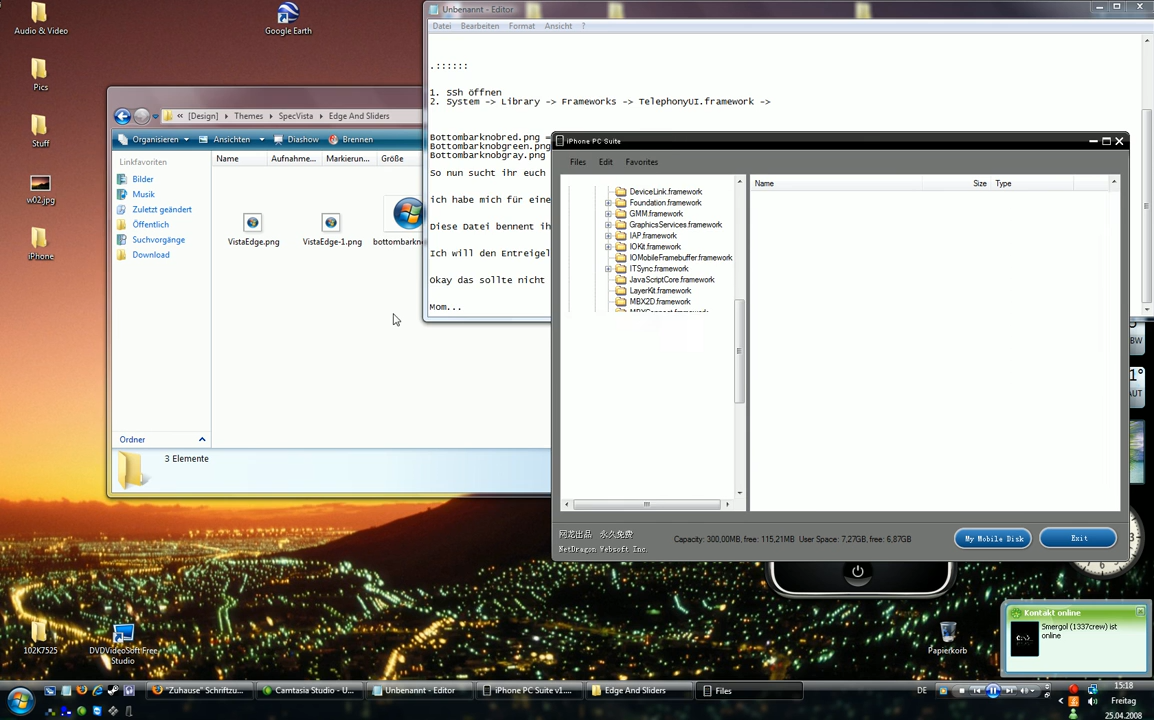 Audio & Video
Pics
Stuff
w02.jpg
iPhone
Google Earth
102K7525
DVDVideoSoft Free Studio
Papierkorb
Unbenannt - Editor
Datei Bearbeiten Format Ansicht ?
.::::::
1. SSh öffnen
2. System -> Library -> Frameworks -> TelephonyUI.framework ->
Bottombarknobred.png =
Bottombarknobgreen.png
Bottombarknobgray.png
So nun sucht ihr euch
ich habe mich für eine
Diese Datei bennent ih
Ich will den Entreigel
Okay das sollte nicht
Mom...
« [Design] ▸ Themes ▸ SpecVista ▸ Edge And Sliders
Organisieren Ansichten Diashow Brennen
Linkfavoriten
Bilder
Musik
Zuletzt geändert
Öffentlich
Suchvorgänge
Download
Ordner
Name Aufnahme... Markierun... Größe
VistaEdge.png VistaEdge-1.png bottombarkn
3 Elemente
iPhone PC Suite
Files Edit Favorites
DeviceLink.framework
Foundation.framework
GMM.framework
GraphicsServices.framework
IAP.framework
IOKit.framework
IOMobileFramebuffer.framework
ITSync.framework
JavaScriptCore.framework
LayerKit.framework
MBX2D.framework
MBXConnect.framework
Name Size Type
网龙出品 永久免费
NetDragon Websoft Inc.
Capacity: 300,00MB, free: 115,21MB User Space: 7,27GB, free: 6,87GB
My Mobile Disk
Exit
BW
1°
AUT
Kontakt online
Smergol (1337crew) ist online
"Zuhause" Schriftzu...
Camtasia Studio - U...
Unbenannt - Editor
iPhone PC Suite v1....
Edge And Sliders
Files
DE
15:18
Freitag
25.04.2008